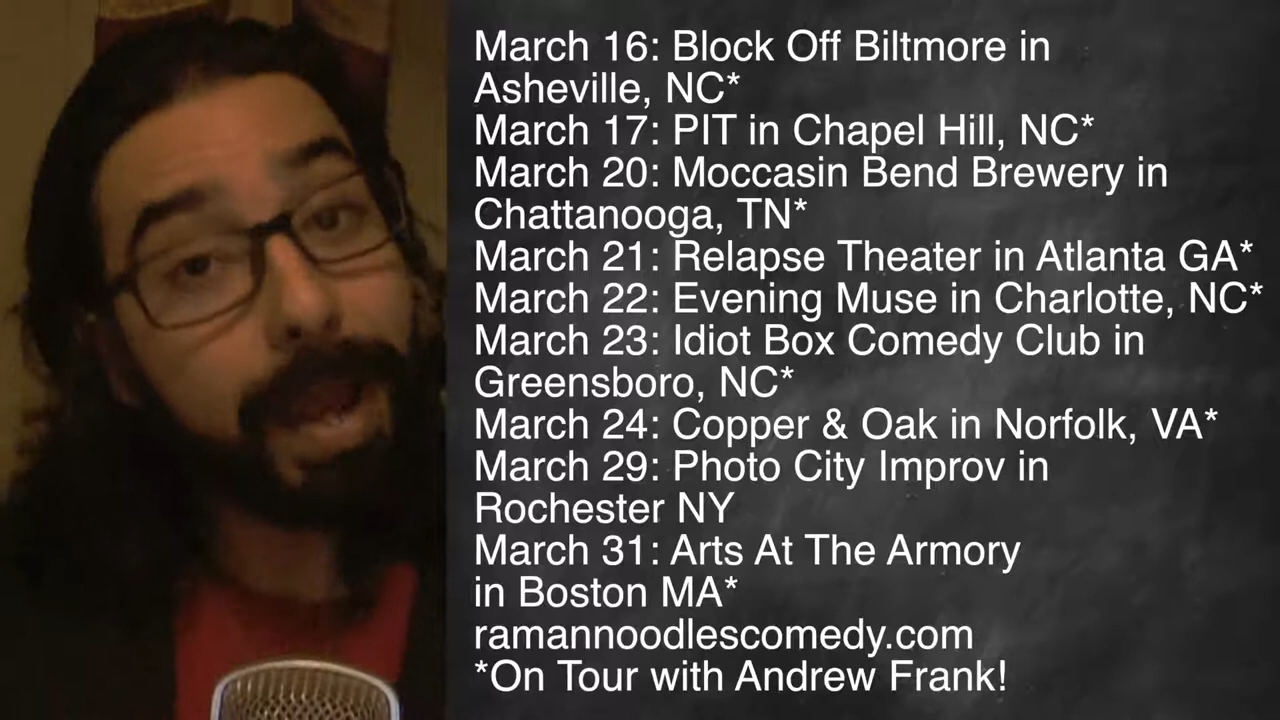 March 16: Block Off Biltmore in
Asheville, NC*
March 17: PIT in Chapel Hill, NC*
March 20: Moccasin Bend Brewery in
Chattanooga, TN*
March 21: Relapse Theater in Atlanta GA*
March 22: Evening Muse in Charlotte, NC*
March 23: Idiot Box Comedy Club in
Greensboro, NC*
March 24: Copper & Oak in Norfolk, VA*
March 29: Photo City Improv in
Rochester NY
March 31: Arts At The Armory
in Boston MA*
ramannoodlescomedy.com
*On Tour with Andrew Frank!